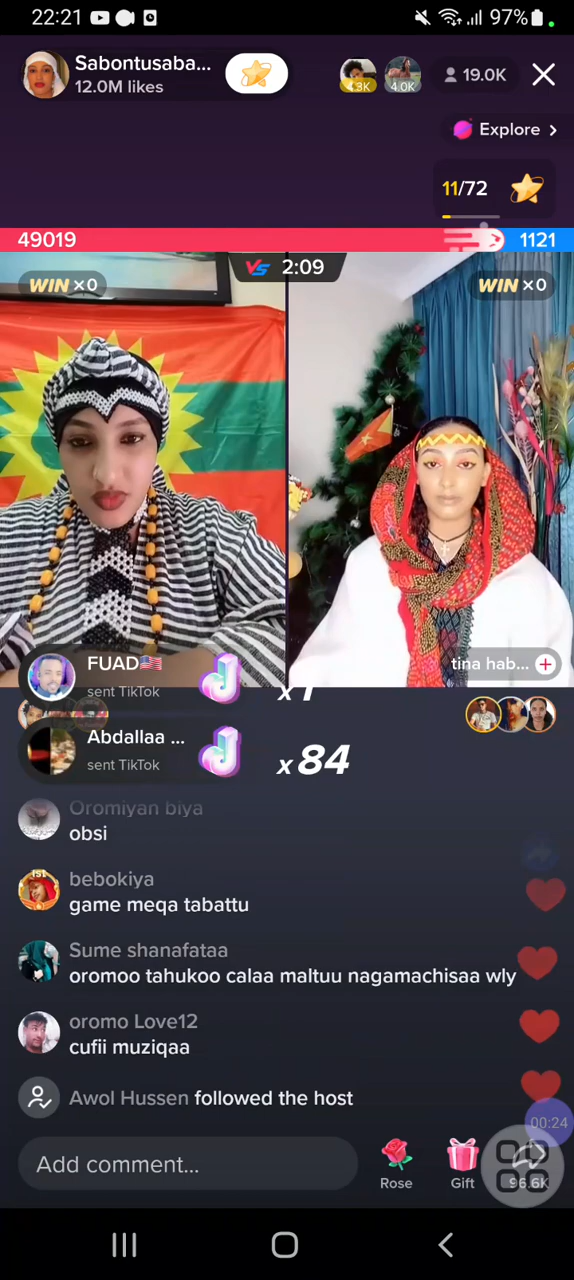 22:21
97%
Sabontusaba...
12.0M likes
4.0K
19.0K
Explore
11/72
49019
1121
WIN ×0
VS 2:09
WIN ×0
FUAD
sent TikTok
x1
tina hab...
Abdallaa ...
sent TikTok
x84
Oromiyan biya
obsi
bebokiya
game meqa tabattu
Sume shanafataa
oromoo tahukoo calaa maltuu nagamachisaa wly
oromo Love12
cufii muziqaa
Awol Hussen followed the host
00:24
Add comment...
Rose
Gift
96.6K